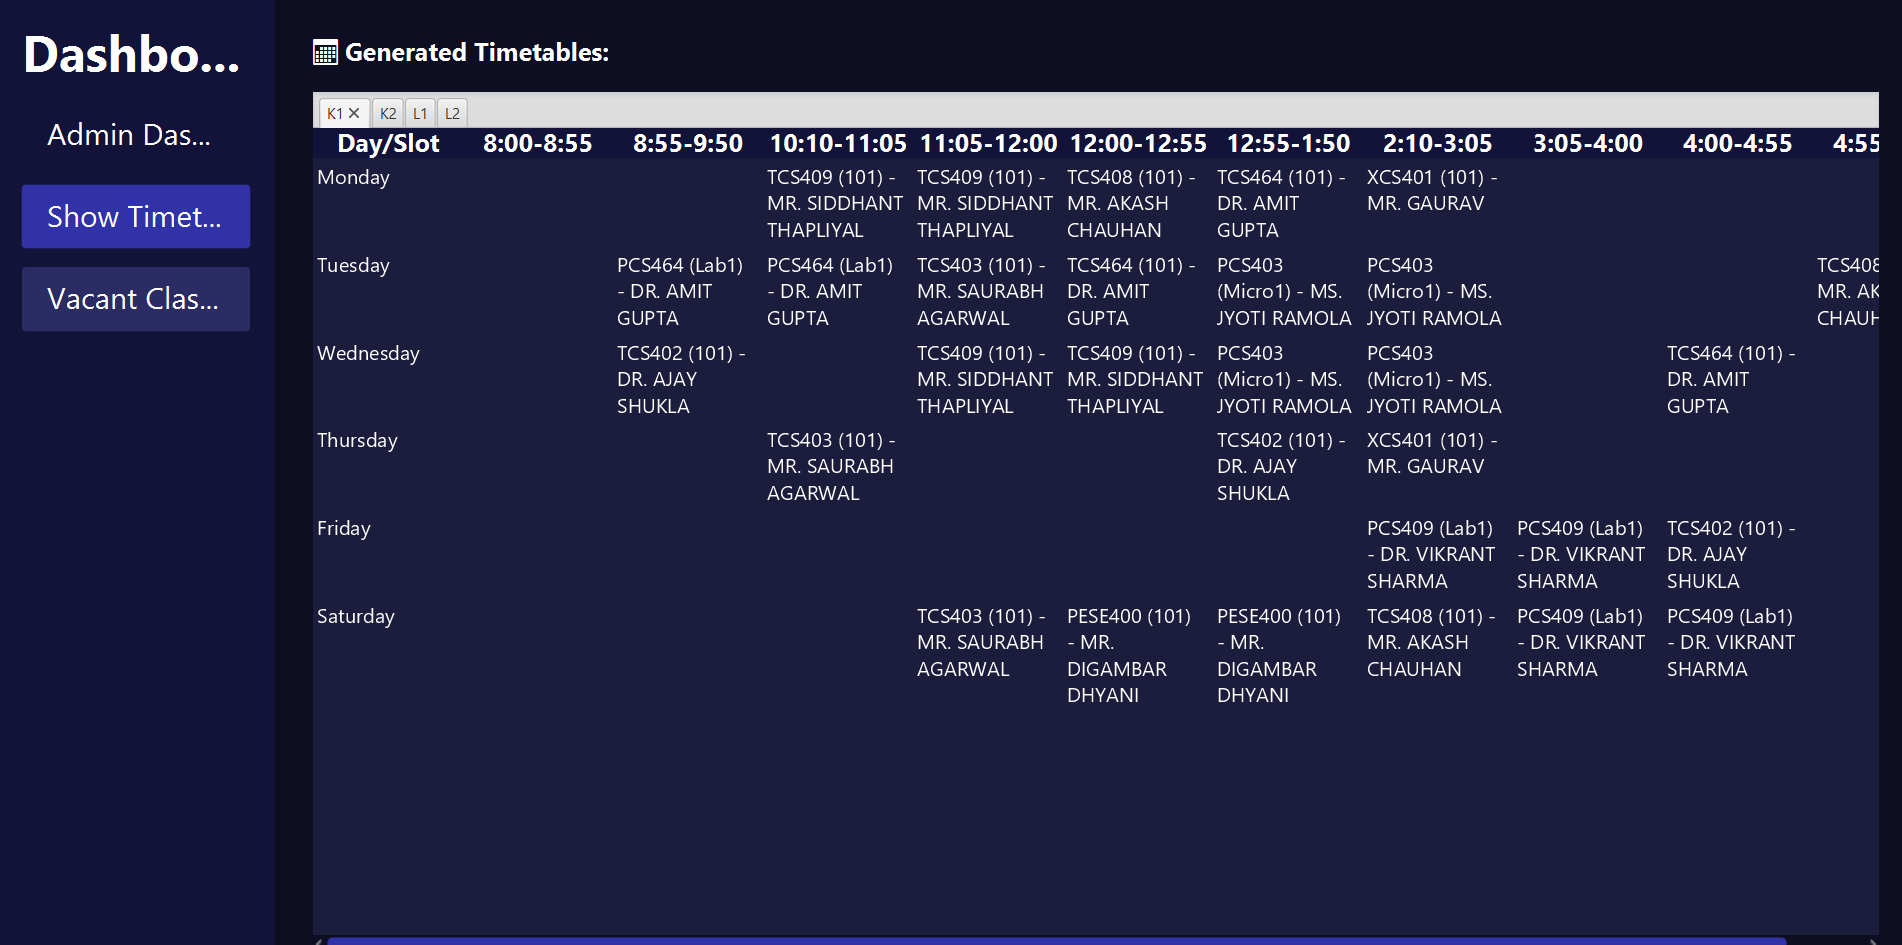 Dashbo...
Admin Das...
Show Timet...
Vacant Clas...
Generated Timetables:
K1 K2 L1 L2
Day/Slot 8:00-8:55 8:55-9:50 10:10-11:05 11:05-12:00 12:00-12:55 12:55-1:50 2:10-3:05 3:05-4:00 4:00-4:55 4:55
Monday TCS409 (101) - TCS409 (101) - TCS408 (101) - TCS464 (101) - XCS401 (101) -
MR. SIDDHANT MR. SIDDHANT MR. AKASH DR. AMIT MR. GAURAV
THAPLIYAL THAPLIYAL CHAUHAN GUPTA
Tuesday PCS464 (Lab1) PCS464 (Lab1) TCS403 (101) - TCS464 (101) - PCS403 PCS403 TCS408
- DR. AMIT - DR. AMIT MR. SAURABH DR. AMIT (Micro1) - MS. (Micro1) - MS. MR. AK
GUPTA GUPTA AGARWAL GUPTA JYOTI RAMOLA JYOTI RAMOLA CHAUH
Wednesday TCS402 (101) - TCS409 (101) - TCS409 (101) - PCS403 PCS403 TCS464 (101) -
DR. AJAY MR. SIDDHANT MR. SIDDHANT (Micro1) - MS. (Micro1) - MS. DR. AMIT
SHUKLA THAPLIYAL THAPLIYAL JYOTI RAMOLA JYOTI RAMOLA GUPTA
Thursday TCS403 (101) - TCS402 (101) - XCS401 (101) -
MR. SAURABH DR. AJAY MR. GAURAV
AGARWAL SHUKLA
Friday PCS409 (Lab1) PCS409 (Lab1) TCS402 (101) -
- DR. VIKRANT - DR. VIKRANT DR. AJAY
SHARMA SHARMA SHUKLA
Saturday TCS403 (101) - PESE400 (101) PESE400 (101) TCS408 (101) - PCS409 (Lab1) PCS409 (Lab1)
MR. SAURABH - MR. - MR. MR. AKASH - DR. VIKRANT - DR. VIKRANT
AGARWAL DIGAMBAR DIGAMBAR CHAUHAN SHARMA SHARMA
DHYANI DHYANI